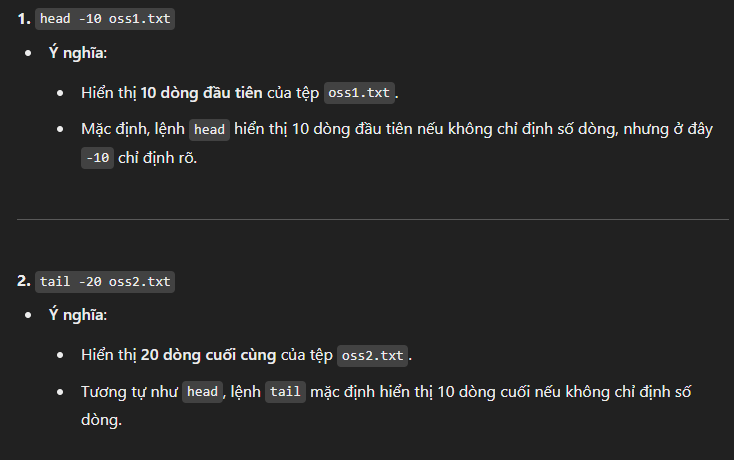 1. head -10 oss1.txt
• Ý nghĩa:
• Hiển thị 10 dòng đầu tiên của tệp oss1.txt.
• Mặc định, lệnh head hiển thị 10 dòng đầu tiên nếu không chỉ định số dòng, nhưng ở đây
-10 chỉ định rõ.
2. tail -20 oss2.txt
• Ý nghĩa:
• Hiển thị 20 dòng cuối cùng của tệp oss2.txt.
• Tương tự như head, lệnh tail mặc định hiển thị 10 dòng cuối nếu không chỉ định số
dòng.